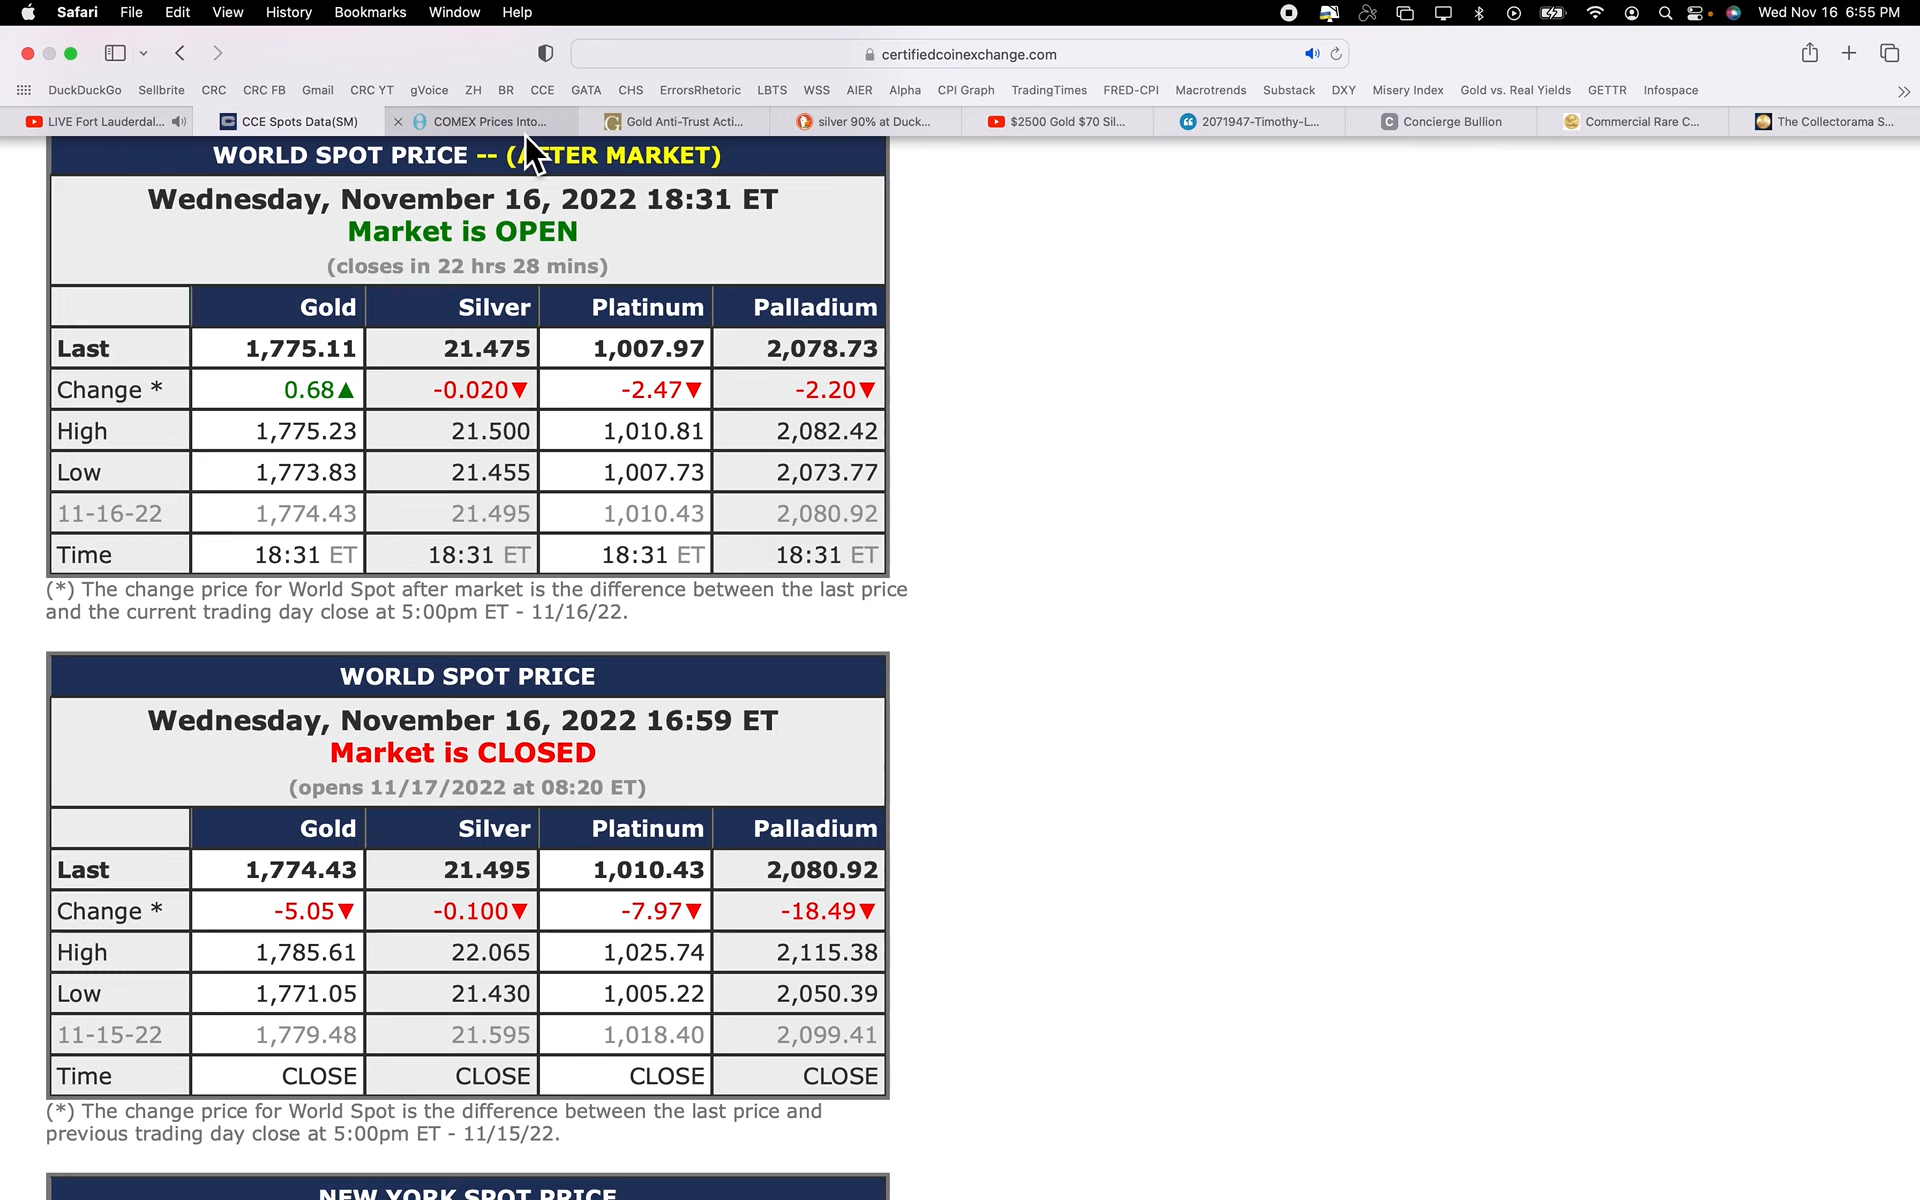 Safari File Edit View History Bookmarks Window Help Wed Nov 16 6:55 PM
certifiedcoinexchange.com
DuckDuckGo Sellbrite CRC CRC FB Gmail CRC YT gVoice ZH BR CCE GATA CHS ErrorsRhetoric LBTS WSS AIER Alpha CPI Graph TradingTimes FRED-CPI Macrotrends Substack DXY Misery Index Gold vs. Real Yields GETTR Infospace
LIVE Fort Lauderdal... CCE Spots Data(SM) COMEX Prices Into... Gold Anti-Trust Acti... silver 90% at Duck... $2500 Gold $70 Sil... 2071947-Timothy-L... Concierge Bullion Commercial Rare C... The Collectorama S...
WORLD SPOT PRICE -- (AFTER MARKET)
Wednesday, November 16, 2022 18:31 ET
Market is OPEN
(closes in 22 hrs 28 mins)
Gold Silver Platinum Palladium
Last 1,775.11 21.475 1,007.97 2,078.73
Change * 0.68▲ -0.020▼ -2.47▼ -2.20▼
High 1,775.23 21.500 1,010.81 2,082.42
Low 1,773.83 21.455 1,007.73 2,073.77
11-16-22 1,774.43 21.495 1,010.43 2,080.92
Time 18:31 ET 18:31 ET 18:31 ET 18:31 ET
(*) The change price for World Spot after market is the difference between the last price
and the current trading day close at 5:00pm ET - 11/16/22.
WORLD SPOT PRICE
Wednesday, November 16, 2022 16:59 ET
Market is CLOSED
(opens 11/17/2022 at 08:20 ET)
Gold Silver Platinum Palladium
Last 1,774.43 21.495 1,010.43 2,080.92
Change * -5.05▼ -0.100▼ -7.97▼ -18.49▼
High 1,785.61 22.065 1,025.74 2,115.38
Low 1,771.05 21.430 1,005.22 2,050.39
11-15-22 1,779.48 21.595 1,018.40 2,099.41
Time CLOSE CLOSE CLOSE CLOSE
(*) The change price for World Spot is the difference between the last price and
previous trading day close at 5:00pm ET - 11/15/22.
NEW YORK SPOT PRICE